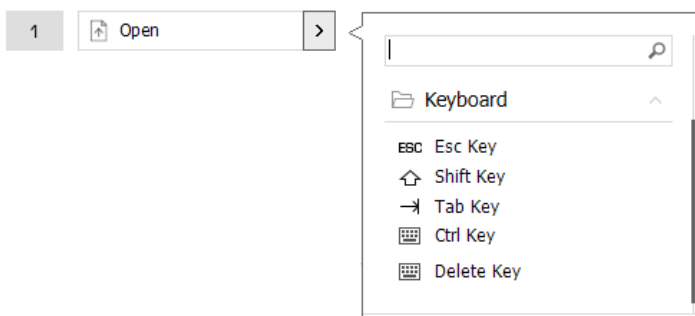 1
Open
Keyboard
ESC Esc Key
Shift Key
Tab Key
Ctrl Key
Delete Key